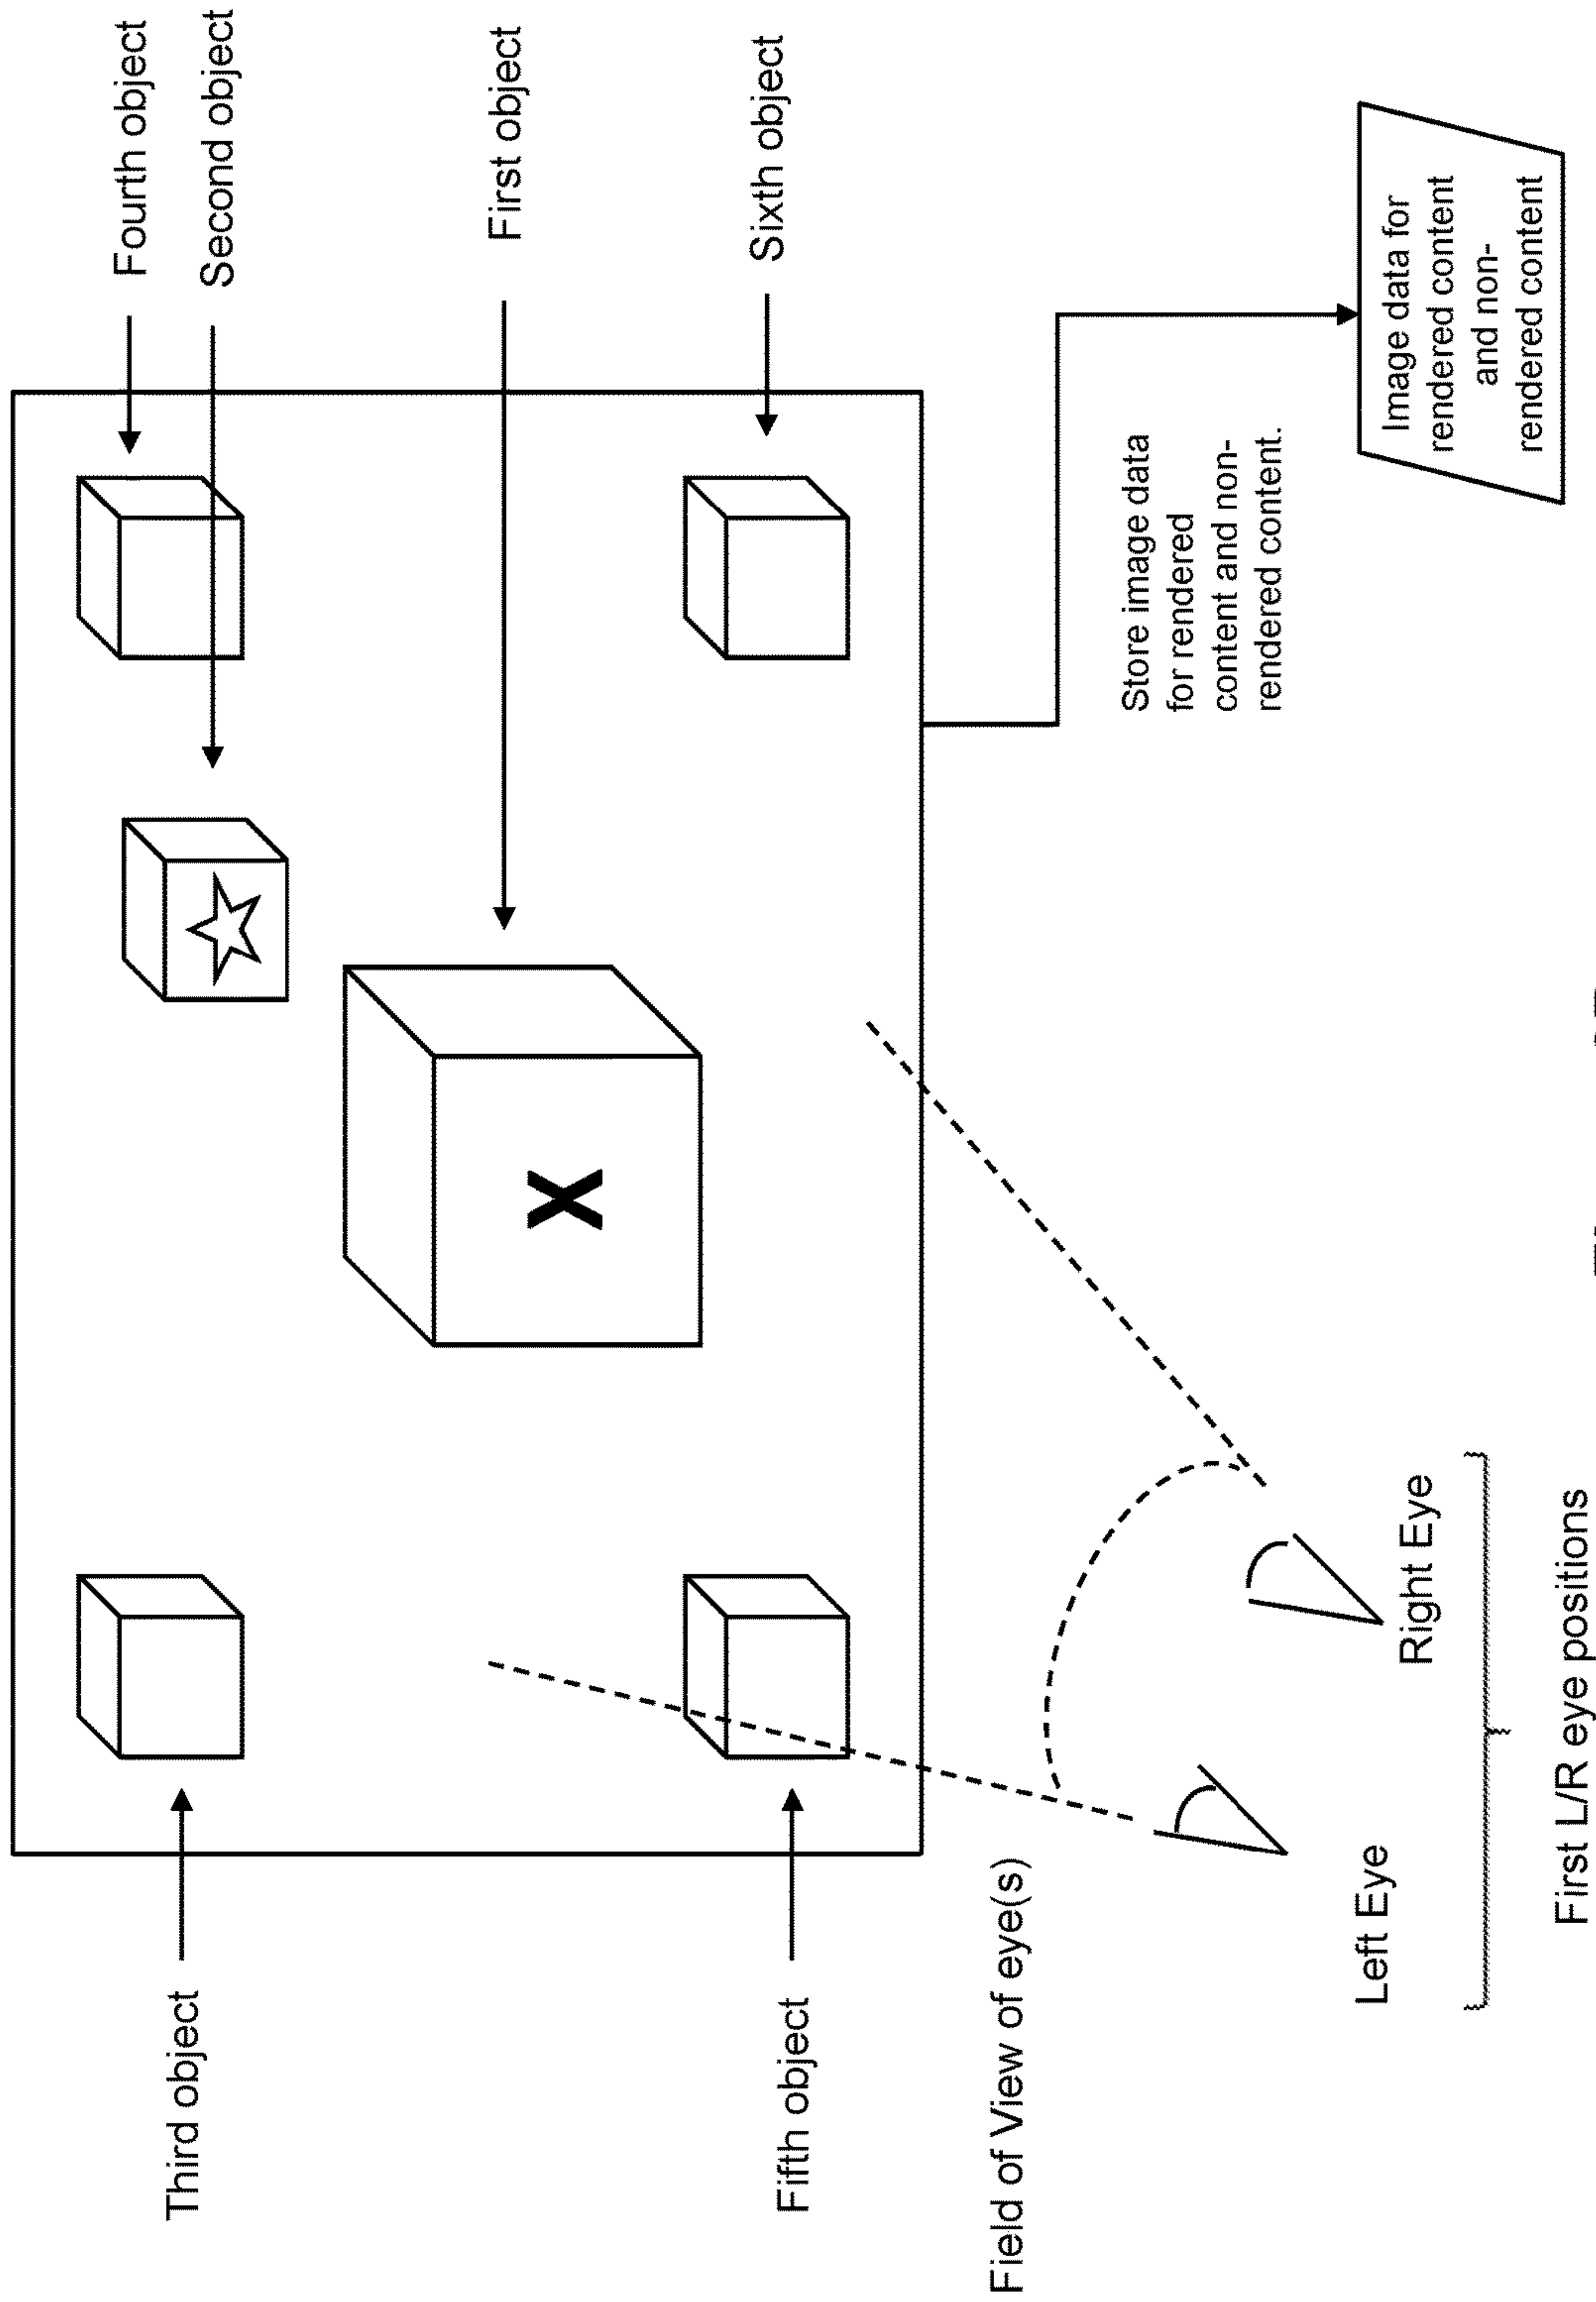 Fourth object
Second object
First object
Sixth object
Third object
Fifth object
X
Field of View of eye(s)
Left Eye
Right Eye
First L/R eye positions
Store image data
for rendered
content and non-
rendered content.
Image data for
rendered content
and non-
rendered content